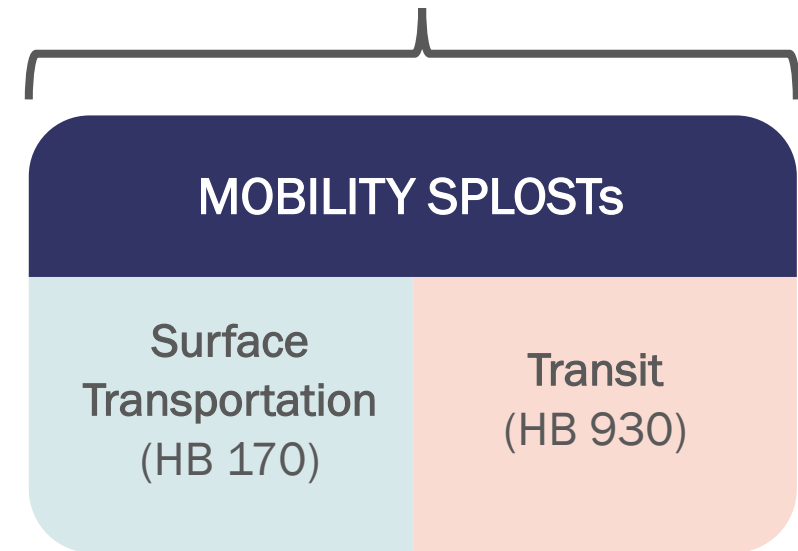 MOBILITY SPLOSTs
Surface
Transportation
(HB 170)
Transit
(HB 930)